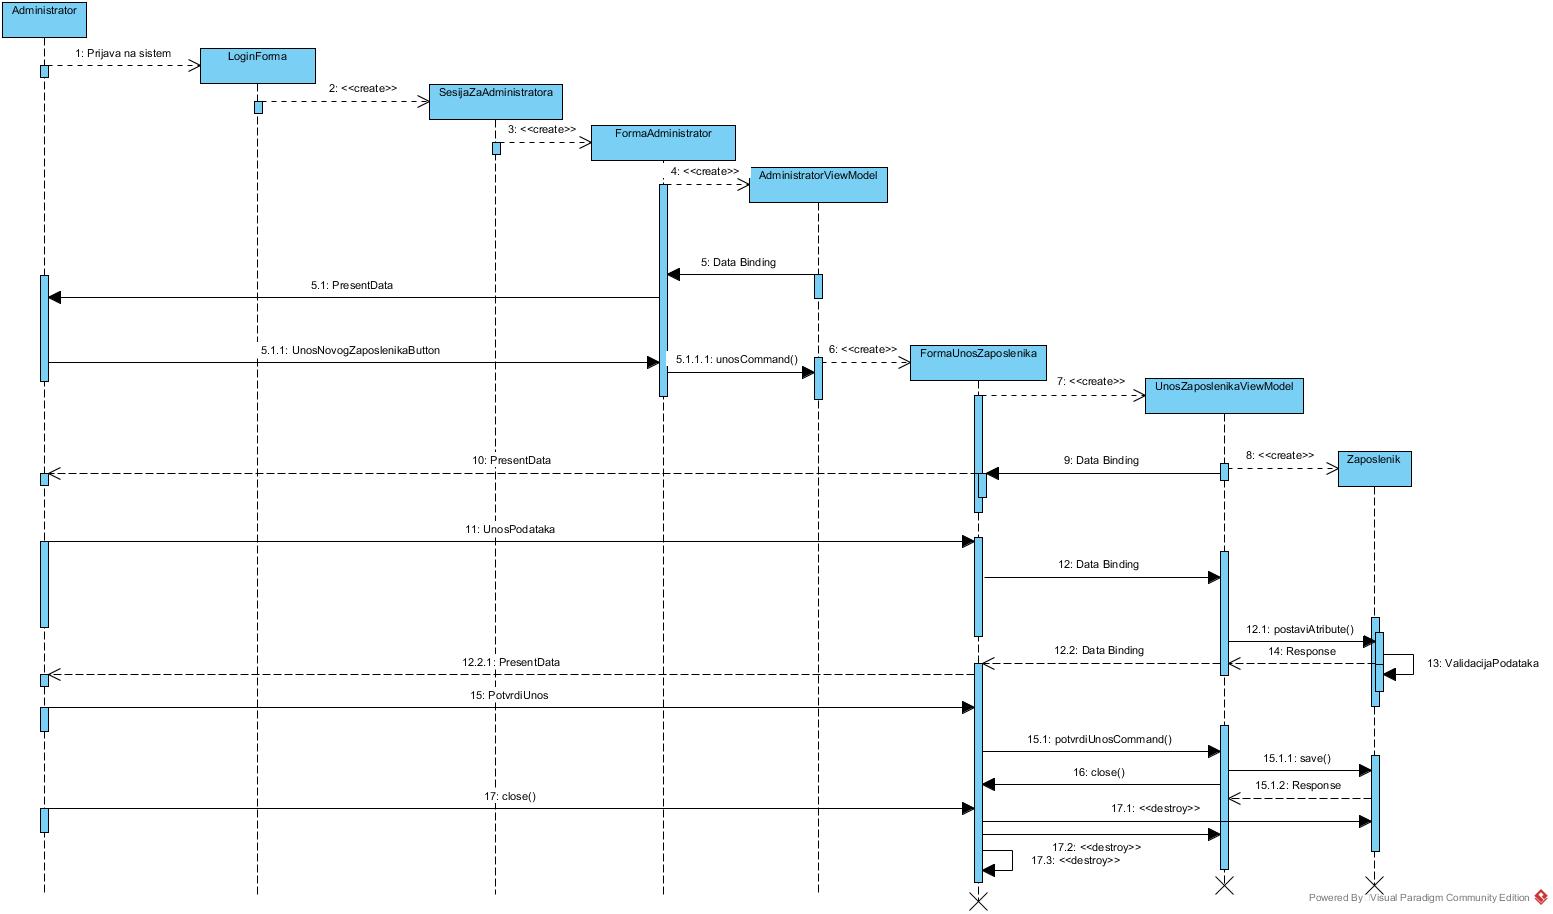 Administrator
1: Prijava na sistem
LoginForma
2: <<create>>
SesijaZaAdministratora
3: <<create>>
FormaAdministrator
4: <<create>>
AdministratorViewModel
5: Data Binding
5.1: PresentData
5.1.1: UnosNovogZaposlenikaButton
5.1.1.1: unosCommand()
6: <<create>>
FormaUnosZaposlenika
7: <<create>>
UnosZaposlenikaViewModel
8: <<create>>
Zaposlenik
10: PresentData
9: Data Binding
11: UnosPodataka
12: Data Binding
12.1: postaviAtribute()
12.2: Data Binding
14: Response
13: ValidacijaPodataka
12.2.1: PresentData
15: PotvrdiUnos
15.1: potvrdiUnosCommand()
15.1.1: save()
16: close()
15.1.2: Response
17: close()
17.1: <<destroy>>
17.2: <<destroy>>
17.3: <<destroy>>
Powered By Visual Paradigm Community Edition